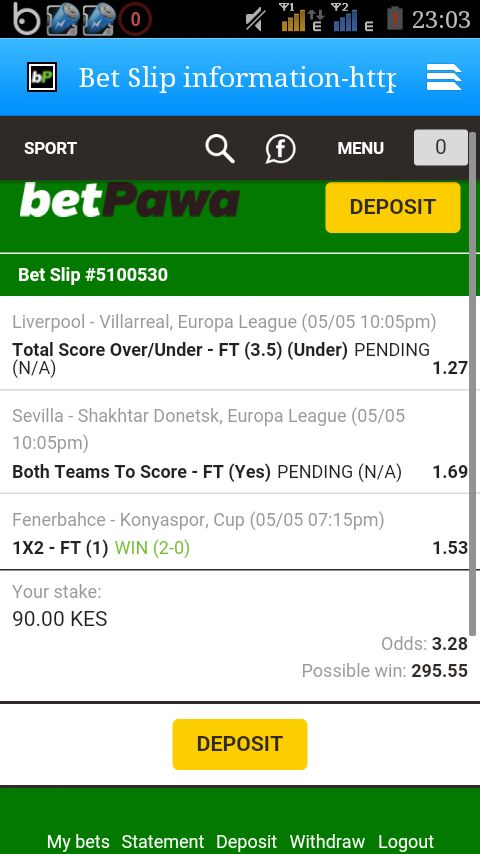 0
Y1
E
Y2
E
23:03
bP
Bet Slip information-http
SPORT
f
MENU
0
betPawa
DEPOSIT
Bet Slip #5100530
Liverpool - Villarreal, Europa League (05/05 10:05pm)
Total Score Over/Under - FT (3.5) (Under) PENDING
(N/A) 1.27
Sevilla - Shakhtar Donetsk, Europa League (05/05
10:05pm)
Both Teams To Score - FT (Yes) PENDING (N/A) 1.69
Fenerbahce - Konyaspor, Cup (05/05 07:15pm)
1X2 - FT (1) WIN (2-0) 1.53
Your stake:
90.00 KES
Odds: 3.28
Possible win: 295.55
DEPOSIT
My bets Statement Deposit Withdraw Logout